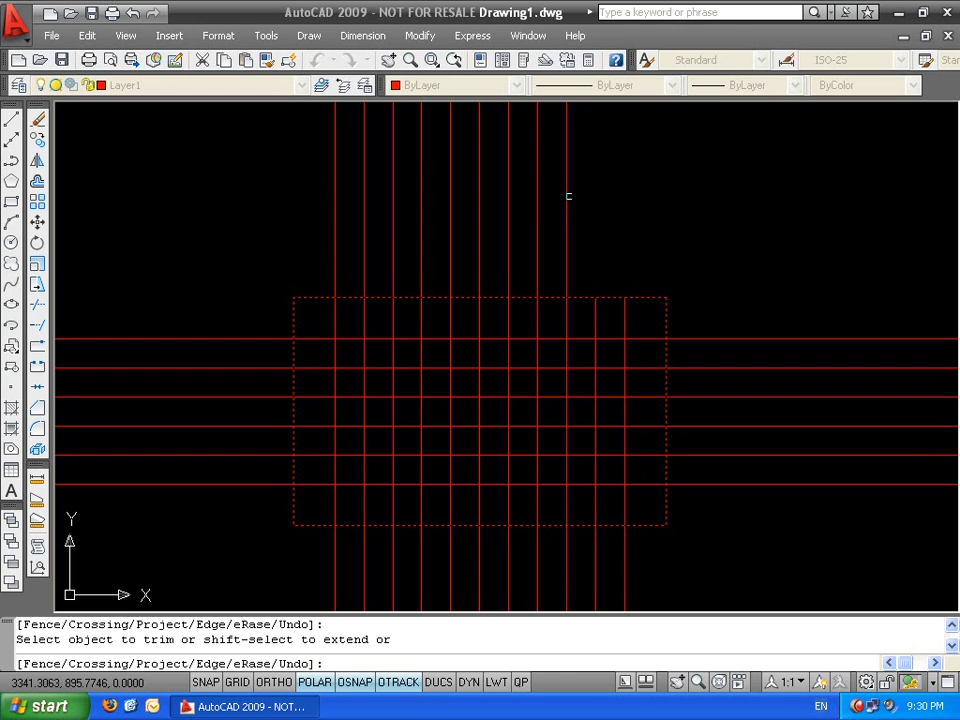 AutoCAD 2009 - NOT FOR RESALE Drawing1.dwg
Type a keyword or phrase
File Edit View Insert Format Tools Draw Dimension Modify Express Window Help
Standard ISO-25 Stan
Layer1 ByLayer ByLayer ByLayer ByColor
A
Y
X
[Fence/Crossing/Project/Edge/eRase/Undo]:
Select object to trim or shift-select to extend or
[Fence/Crossing/Project/Edge/eRase/Undo]:
3341.3063, 895.7746, 0.0000 SNAP GRID ORTHO POLAR OSNAP OTRACK DUCS DYN LWT QP 1:1
start AutoCAD 2009 - NOT... EN 9:30 PM